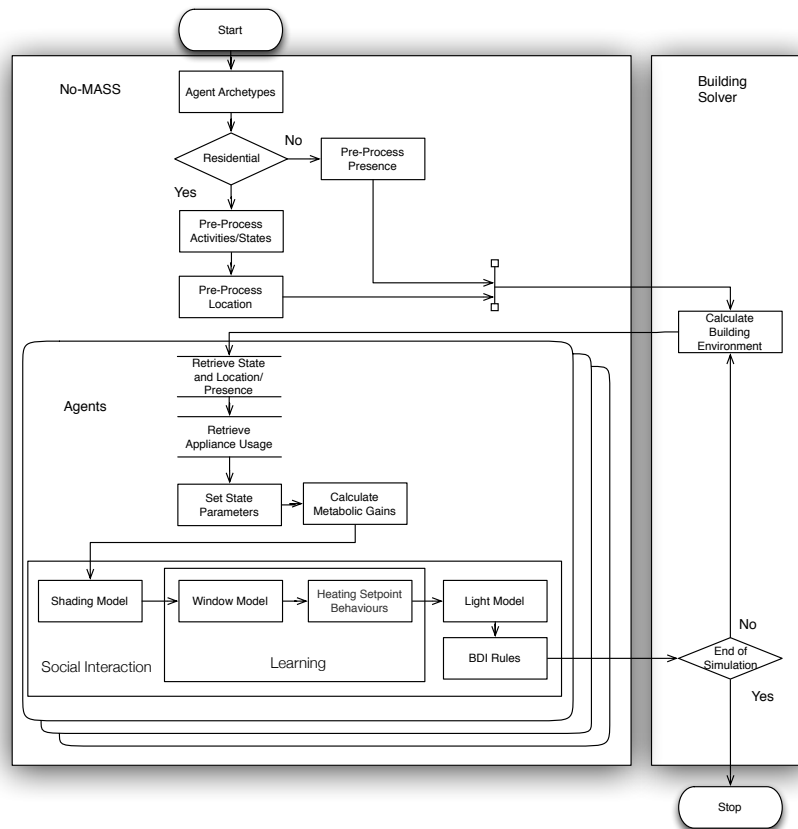 Start
No-MASS
Building
Solver
Agent Archetypes
Residential
No
Pre-Process
Presence
Yes
Pre-Process
Activities/States
Pre-Process
Location
Calculate
Building
Environment
Retrieve State
and Location/
Presence
Agents
Retrieve
Appliance Usage
Set State
Parameters
Calculate
Metabolic Gains
Shading Model
Window Model
Heating Setpoint
Behaviours
Light Model
BDI Rules
Social Interaction
Learning
No
End of
Simulation
Yes
Stop